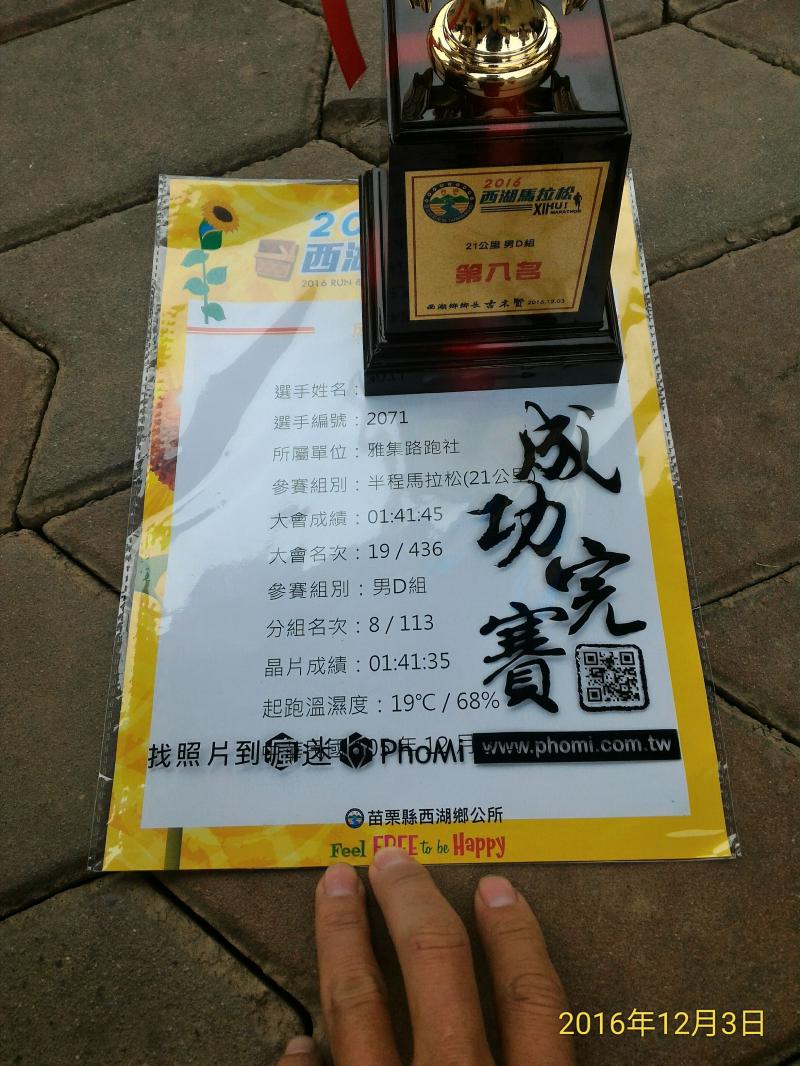 2016
西湖馬拉松
XIHU!
MARATHON
21公里 男D組
第八名
西湖鄉鄉長 2016.12.03
20
西湖
2016 RUN
選手姓名：
選手編號：2071
所屬單位：雅集路跑社
參賽組別：半程馬拉松(21公里)
大會成績：01:41:45
大會名次：19 / 436
參賽組別：男D組
分組名次：8 / 113
晶片成績：01:41:35
起跑溫濕度：19℃ / 68%
成功完賽
找照片到瘋迷 PhoMi www.phomi.com.tw
苗栗縣西湖鄉公所
Feel FREE to be Happy
2016年12月3日